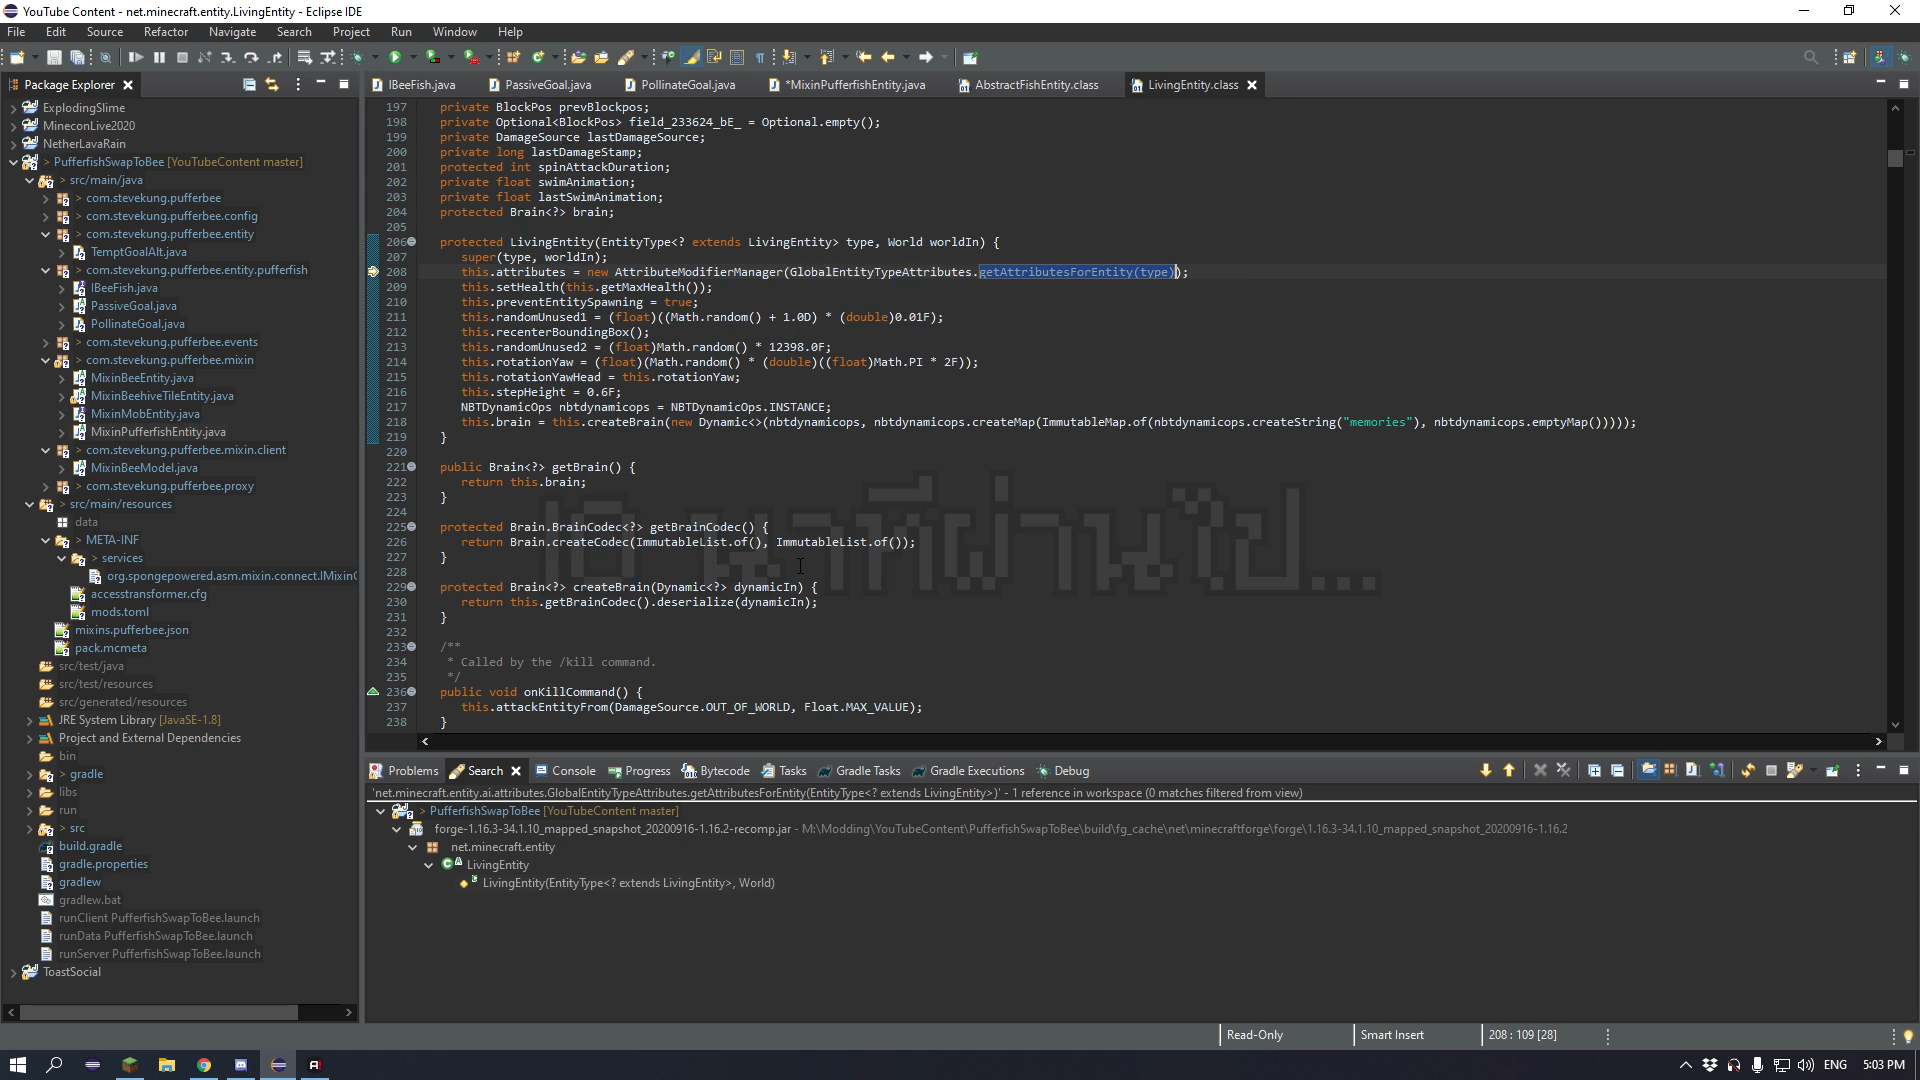 YouTube Content - net.minecraft.entity.LivingEntity - Eclipse IDE
File Edit Source Refactor Navigate Search Project Run Window Help
Package Explorer
IBeeFish.java PassiveGoal.java PollinateGoal.java *MixinPufferfishEntity.java AbstractFishEntity.class LivingEntity.class
ExplodingSlime
MineconLive2020
NetherLavaRain
> PufferfishSwapToBee [YouTubeContent master]
> src/main/java
> com.stevekung.pufferbee
> com.stevekung.pufferbee.config
> com.stevekung.pufferbee.entity
TemptGoalAlt.java
> com.stevekung.pufferbee.entity.pufferfish
IBeeFish.java
PassiveGoal.java
PollinateGoal.java
> com.stevekung.pufferbee.events
> com.stevekung.pufferbee.mixin
MixinBeeEntity.java
MixinBeehiveTileEntity.java
MixinMobEntity.java
MixinPufferfishEntity.java
> com.stevekung.pufferbee.mixin.client
MixinBeeModel.java
> com.stevekung.pufferbee.proxy
> src/main/resources
data
META-INF
> services
org.spongepowered.asm.mixin.connect.IMixinC
accesstransformer.cfg
mods.toml
mixins.pufferbee.json
pack.mcmeta
src/test/java
src/test/resources
src/generated/resources
JRE System Library [JavaSE-1.8]
Project and External Dependencies
bin
> gradle
> libs
> run
> src
build.gradle
gradle.properties
gradlew
gradlew.bat
runClient PufferfishSwapToBee.launch
runData PufferfishSwapToBee.launch
runServer PufferfishSwapToBee.launch
ToastSocial
197 private BlockPos prevBlockpos;
198 private Optional<BlockPos> field_233624_bE_ = Optional.empty();
199 private DamageSource lastDamageSource;
200 private long lastDamageStamp;
201 protected int spinAttackDuration;
202 private float swimAnimation;
203 private float lastSwimAnimation;
204 protected Brain<?> brain;
205
206 protected LivingEntity(EntityType<? extends LivingEntity> type, World worldIn) {
207 super(type, worldIn);
208 this.attributes = new AttributeModifierManager(GlobalEntityTypeAttributes.getAttributesForEntity(type));
209 this.setHealth(this.getMaxHealth());
210 this.preventEntitySpawning = true;
211 this.randomUnused1 = (float)((Math.random() + 1.0D) * (double)0.01F);
212 this.recenterBoundingBox();
213 this.randomUnused2 = (float)Math.random() * 12398.0F;
214 this.rotationYaw = (float)(Math.random() * (double)((float)Math.PI * 2F));
215 this.rotationYawHead = this.rotationYaw;
216 this.stepHeight = 0.6F;
217 NBTDynamicOps nbtdynamicops = NBTDynamicOps.INSTANCE;
218 this.brain = this.createBrain(new Dynamic<>(nbtdynamicops, nbtdynamicops.createMap(ImmutableMap.of(nbtdynamicops.createString("memories"), nbtdynamicops.emptyMap()))));
219 }
220
221 public Brain<?> getBrain() {
222 return this.brain;
223 }
224
225 protected Brain.BrainCodec<?> getBrainCodec() {
226 return Brain.createCodec(ImmutableList.of(), ImmutableList.of());
227 }
228
229 protected Brain<?> createBrain(Dynamic<?> dynamicIn) {
230 return this.getBrainCodec().deserialize(dynamicIn);
231 }
232
233 /**
234 * Called by the /kill command.
235 */
236 public void onKillCommand() {
237 this.attackEntityFrom(DamageSource.OUT_OF_WORLD, Float.MAX_VALUE);
238 }
10 นาทีผ่านไป...
Problems Search Console Progress Bytecode Tasks Gradle Tasks Gradle Executions Debug
'net.minecraft.entity.ai.attributes.GlobalEntityTypeAttributes.getAttributesForEntity(EntityType<? extends LivingEntity>)' - 1 reference in workspace (0 matches filtered from view)
> PufferfishSwapToBee [YouTubeContent master]
forge-1.16.3-34.1.10_mapped_snapshot_20200916-1.16.2-recomp.jar - M:\Modding\YouTubeContent\PufferfishSwapToBee\build\fg_cache\net\minecraftforge\forge\1.16.3-34.1.10_mapped_snapshot_20200916-1.16.2
net.minecraft.entity
LivingEntity
LivingEntity(EntityType<? extends LivingEntity>, World)
Read-Only Smart Insert 208 : 109 [28]
ENG 5:03 PM